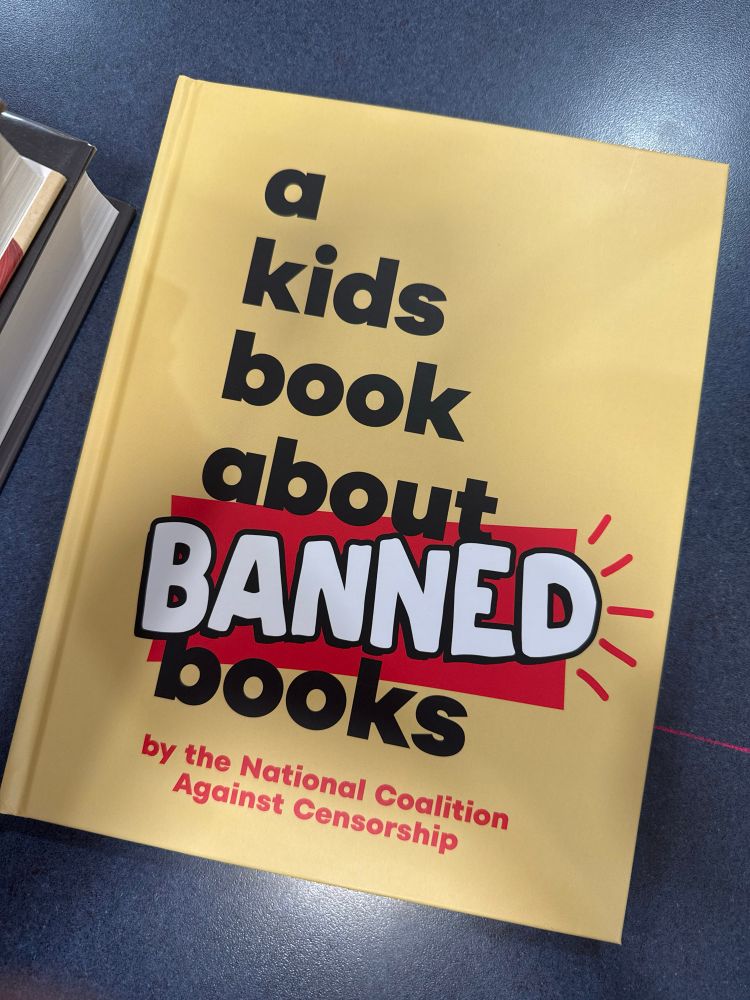 a
kids
book
about
BANNED
books
by the National Coalition
Against Censorship